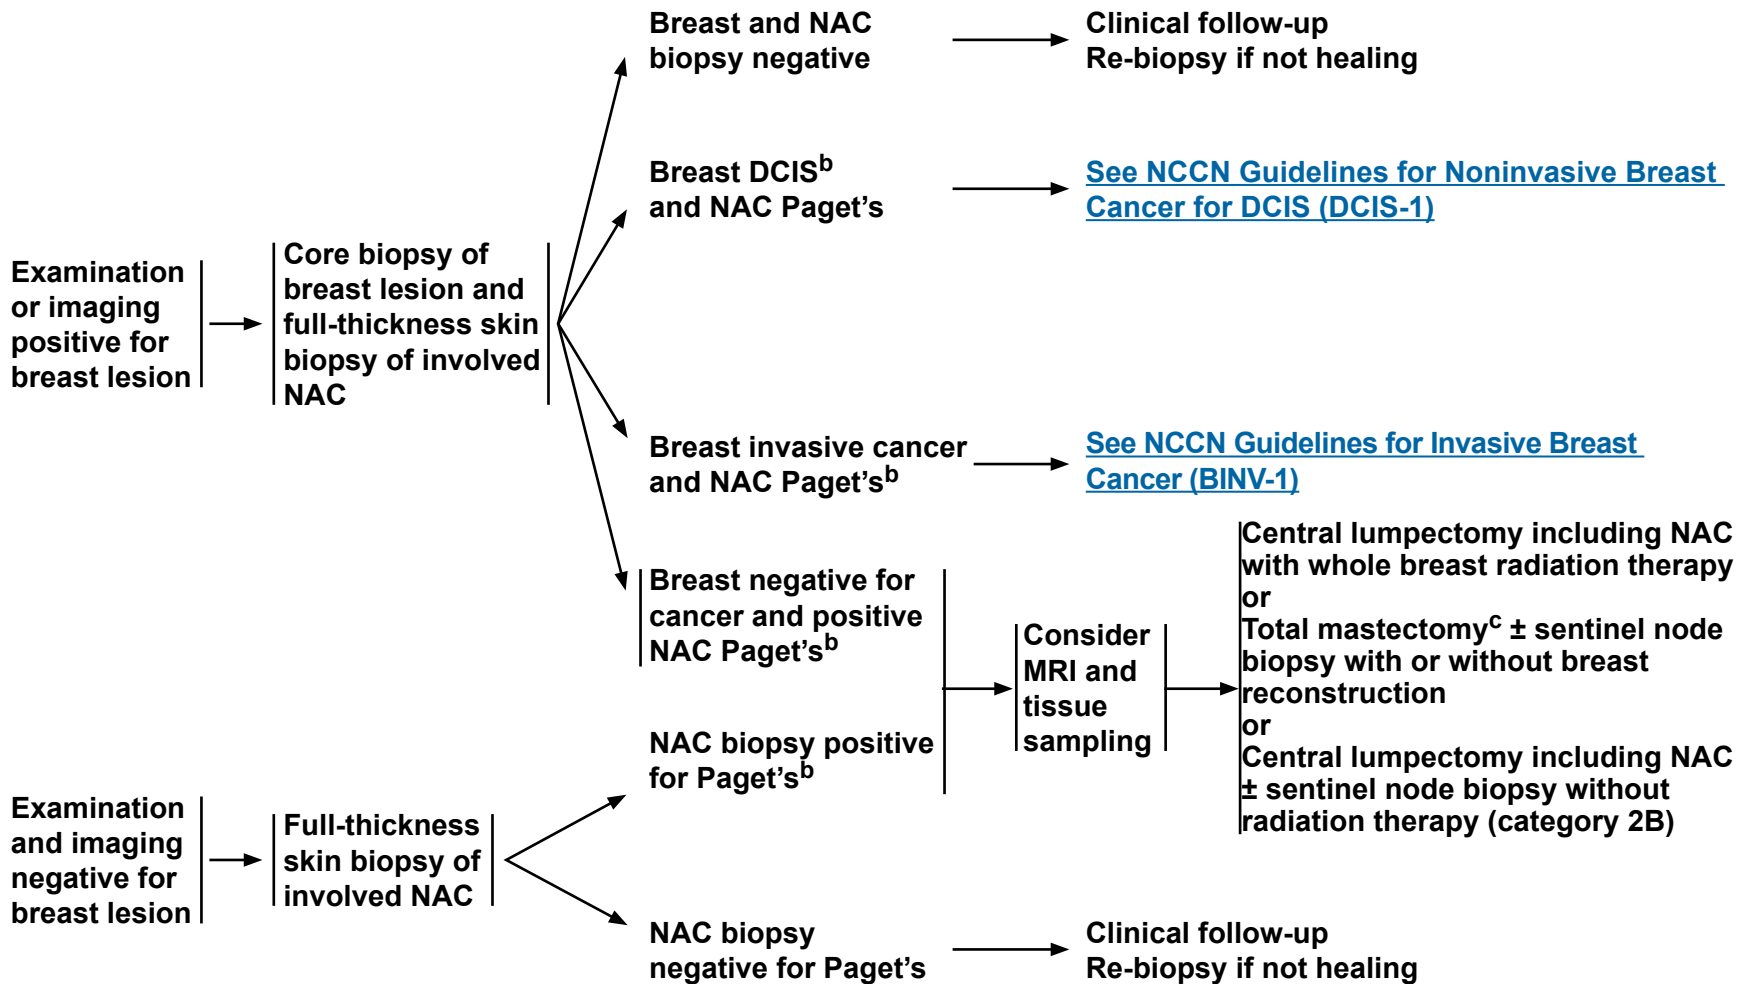 Examination
or imaging
positive for
breast lesion
Core biopsy of
breast lesion and
full-thickness skin
biopsy of involved
NAC
Breast and NAC
biopsy negative
Clinical follow-up
Re-biopsy if not healing
Breast DCISb
and NAC Paget’s
See NCCN Guidelines for Noninvasive Breast
Cancer for DCIS (DCIS-1)
Breast invasive cancer
and NAC Paget’sb
See NCCN Guidelines for Invasive Breast
Cancer (BINV-1)
Breast negative for
cancer and positive
NAC Paget’sb
Examination
and imaging
negative for
breast lesion
Full-thickness
skin biopsy of
involved NAC
NAC biopsy positive
for Paget’sb
Consider
MRI and
tissue
sampling
Central lumpectomy including NAC
with whole breast radiation therapy
or
Total mastectomyc ± sentinel node
biopsy with or without breast
reconstruction
or
Central lumpectomy including NAC
± sentinel node biopsy without
radiation therapy (category 2B)
NAC biopsy
negative for Paget’s
Clinical follow-up
Re-biopsy if not healing